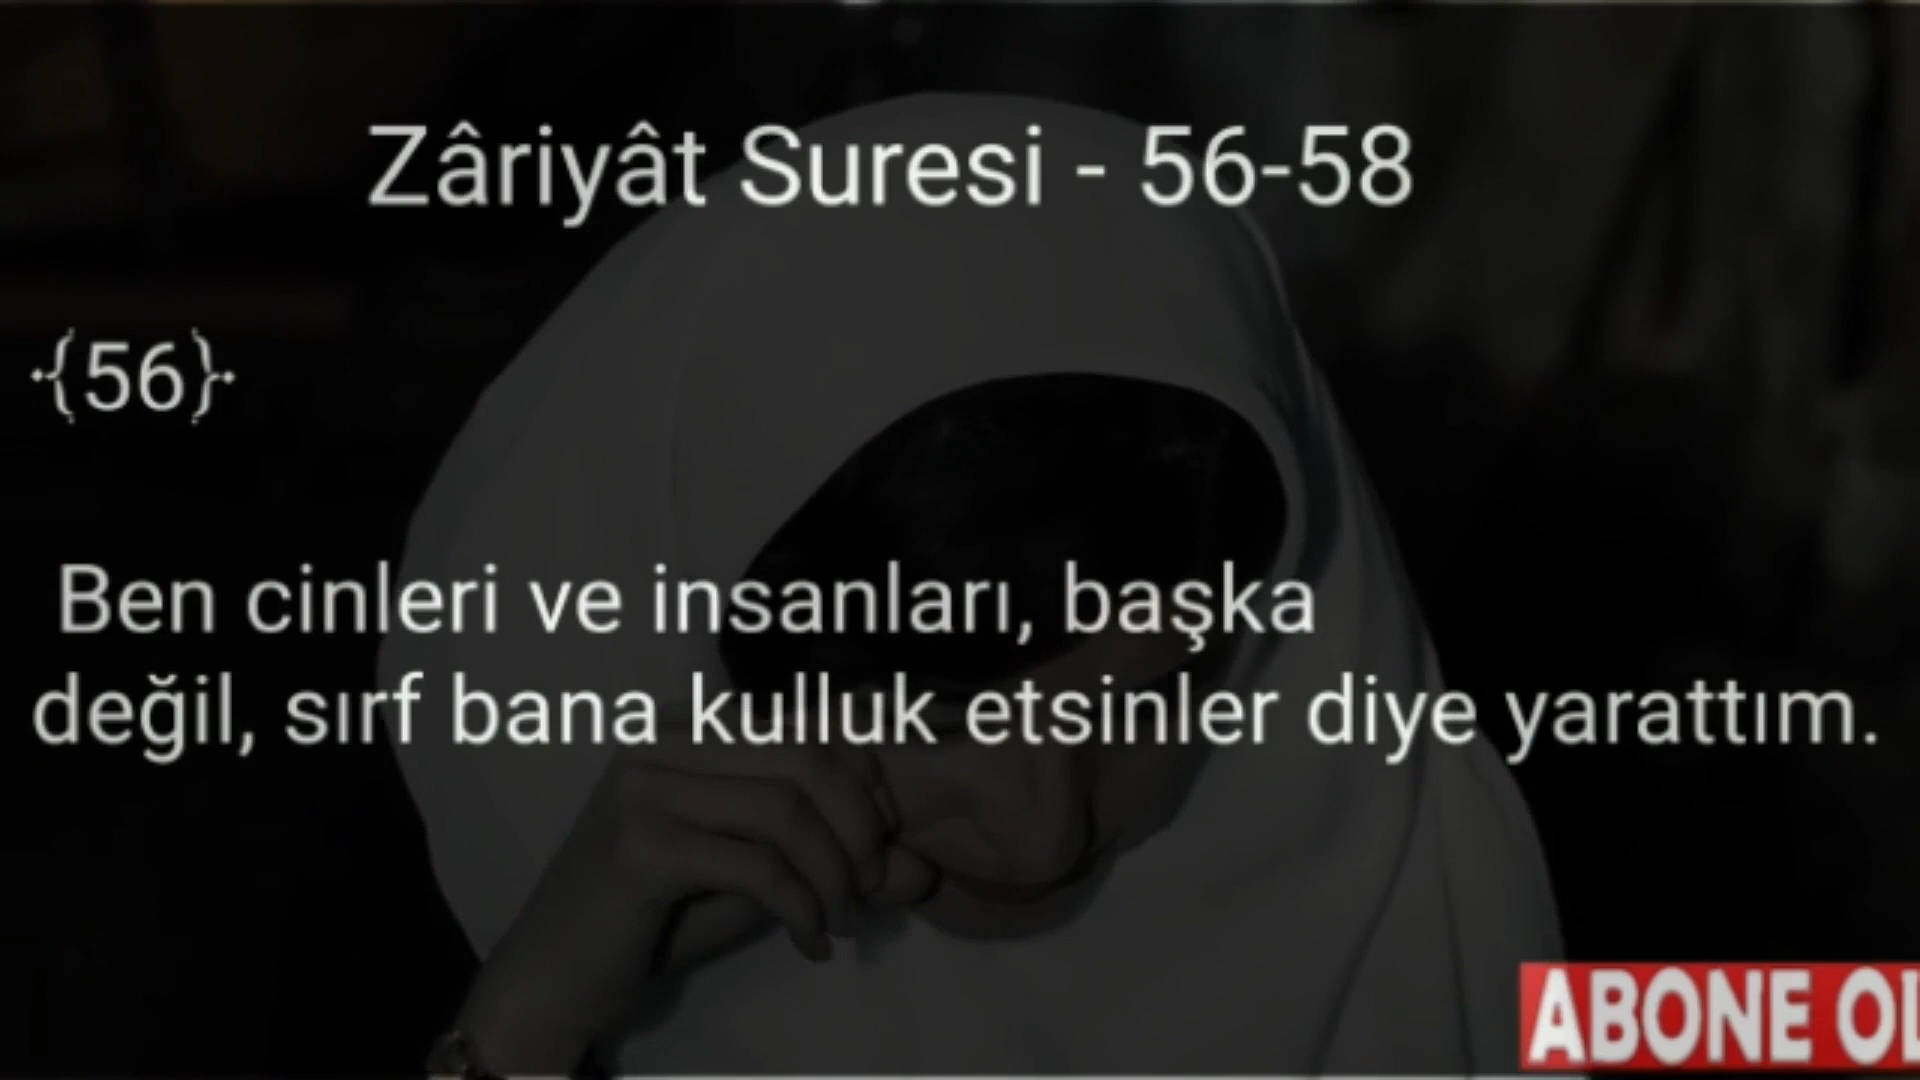 Zâriyât Suresi - 56-58
{56}
Ben cinleri ve insanları, başka
değil, sırf bana kulluk etsinler diye yarattım.
ABONE OL